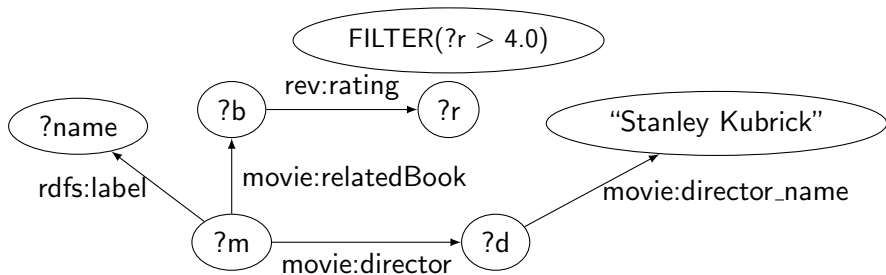 FILTER(?r > 4.0)
?b
rev:rating
?r
?name
“Stanley Kubrick”
rdfs:label
movie:relatedBook
movie:director_name
?m
movie:director
?d